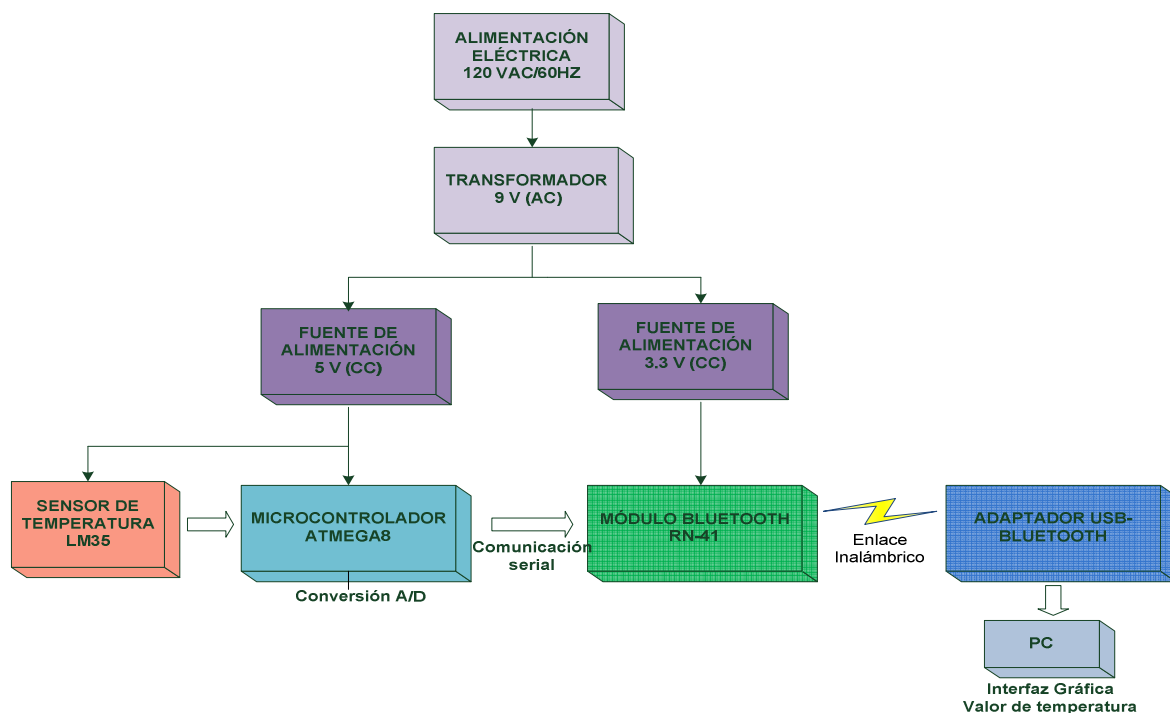 ALIMENTACIÓN
ELÉCTRICA
120 VAC/60HZ
TRANSFORMADOR
9 V (AC)
FUENTE DE
ALIMENTACIÓN
5 V (CC)
FUENTE DE
ALIMENTACIÓN
3.3 V (CC)
SENSOR DE
TEMPERATURA
LM35
MICROCONTROLADOR
ATMEGA8
Conversión A/D
Comunicación
serial
MÓDULO BLUETOOTH
RN-41
Enlace
Inalámbrico
ADAPTADOR USB-
BLUETOOTH
PC
Interfaz Gráfica
Valor de temperatura